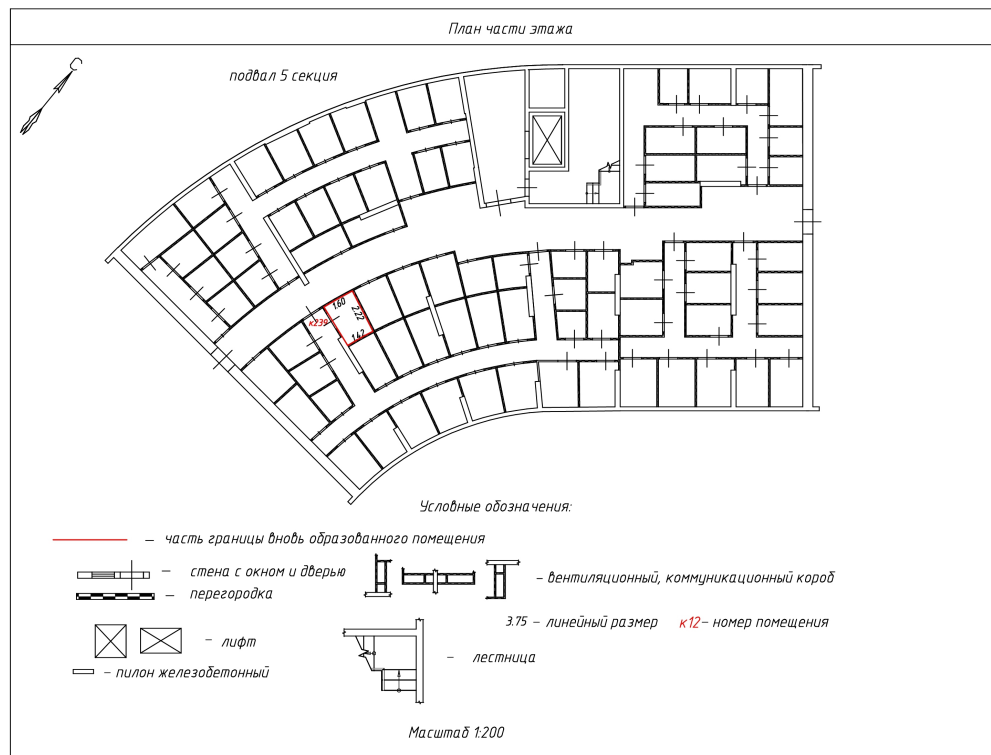 План части этажа
С
подвал 5 секция
1.60
2.22
к239
1.42
Условные обозначения:
– часть границы вновь образованного помещения
– стена с окном и дверью
– перегородка
– вентиляционный, коммуникационный короб
3.75 – линейный размер к12– номер помещения
– лифт
– лестница
– пилон железобетонный
Масштаб 1:200